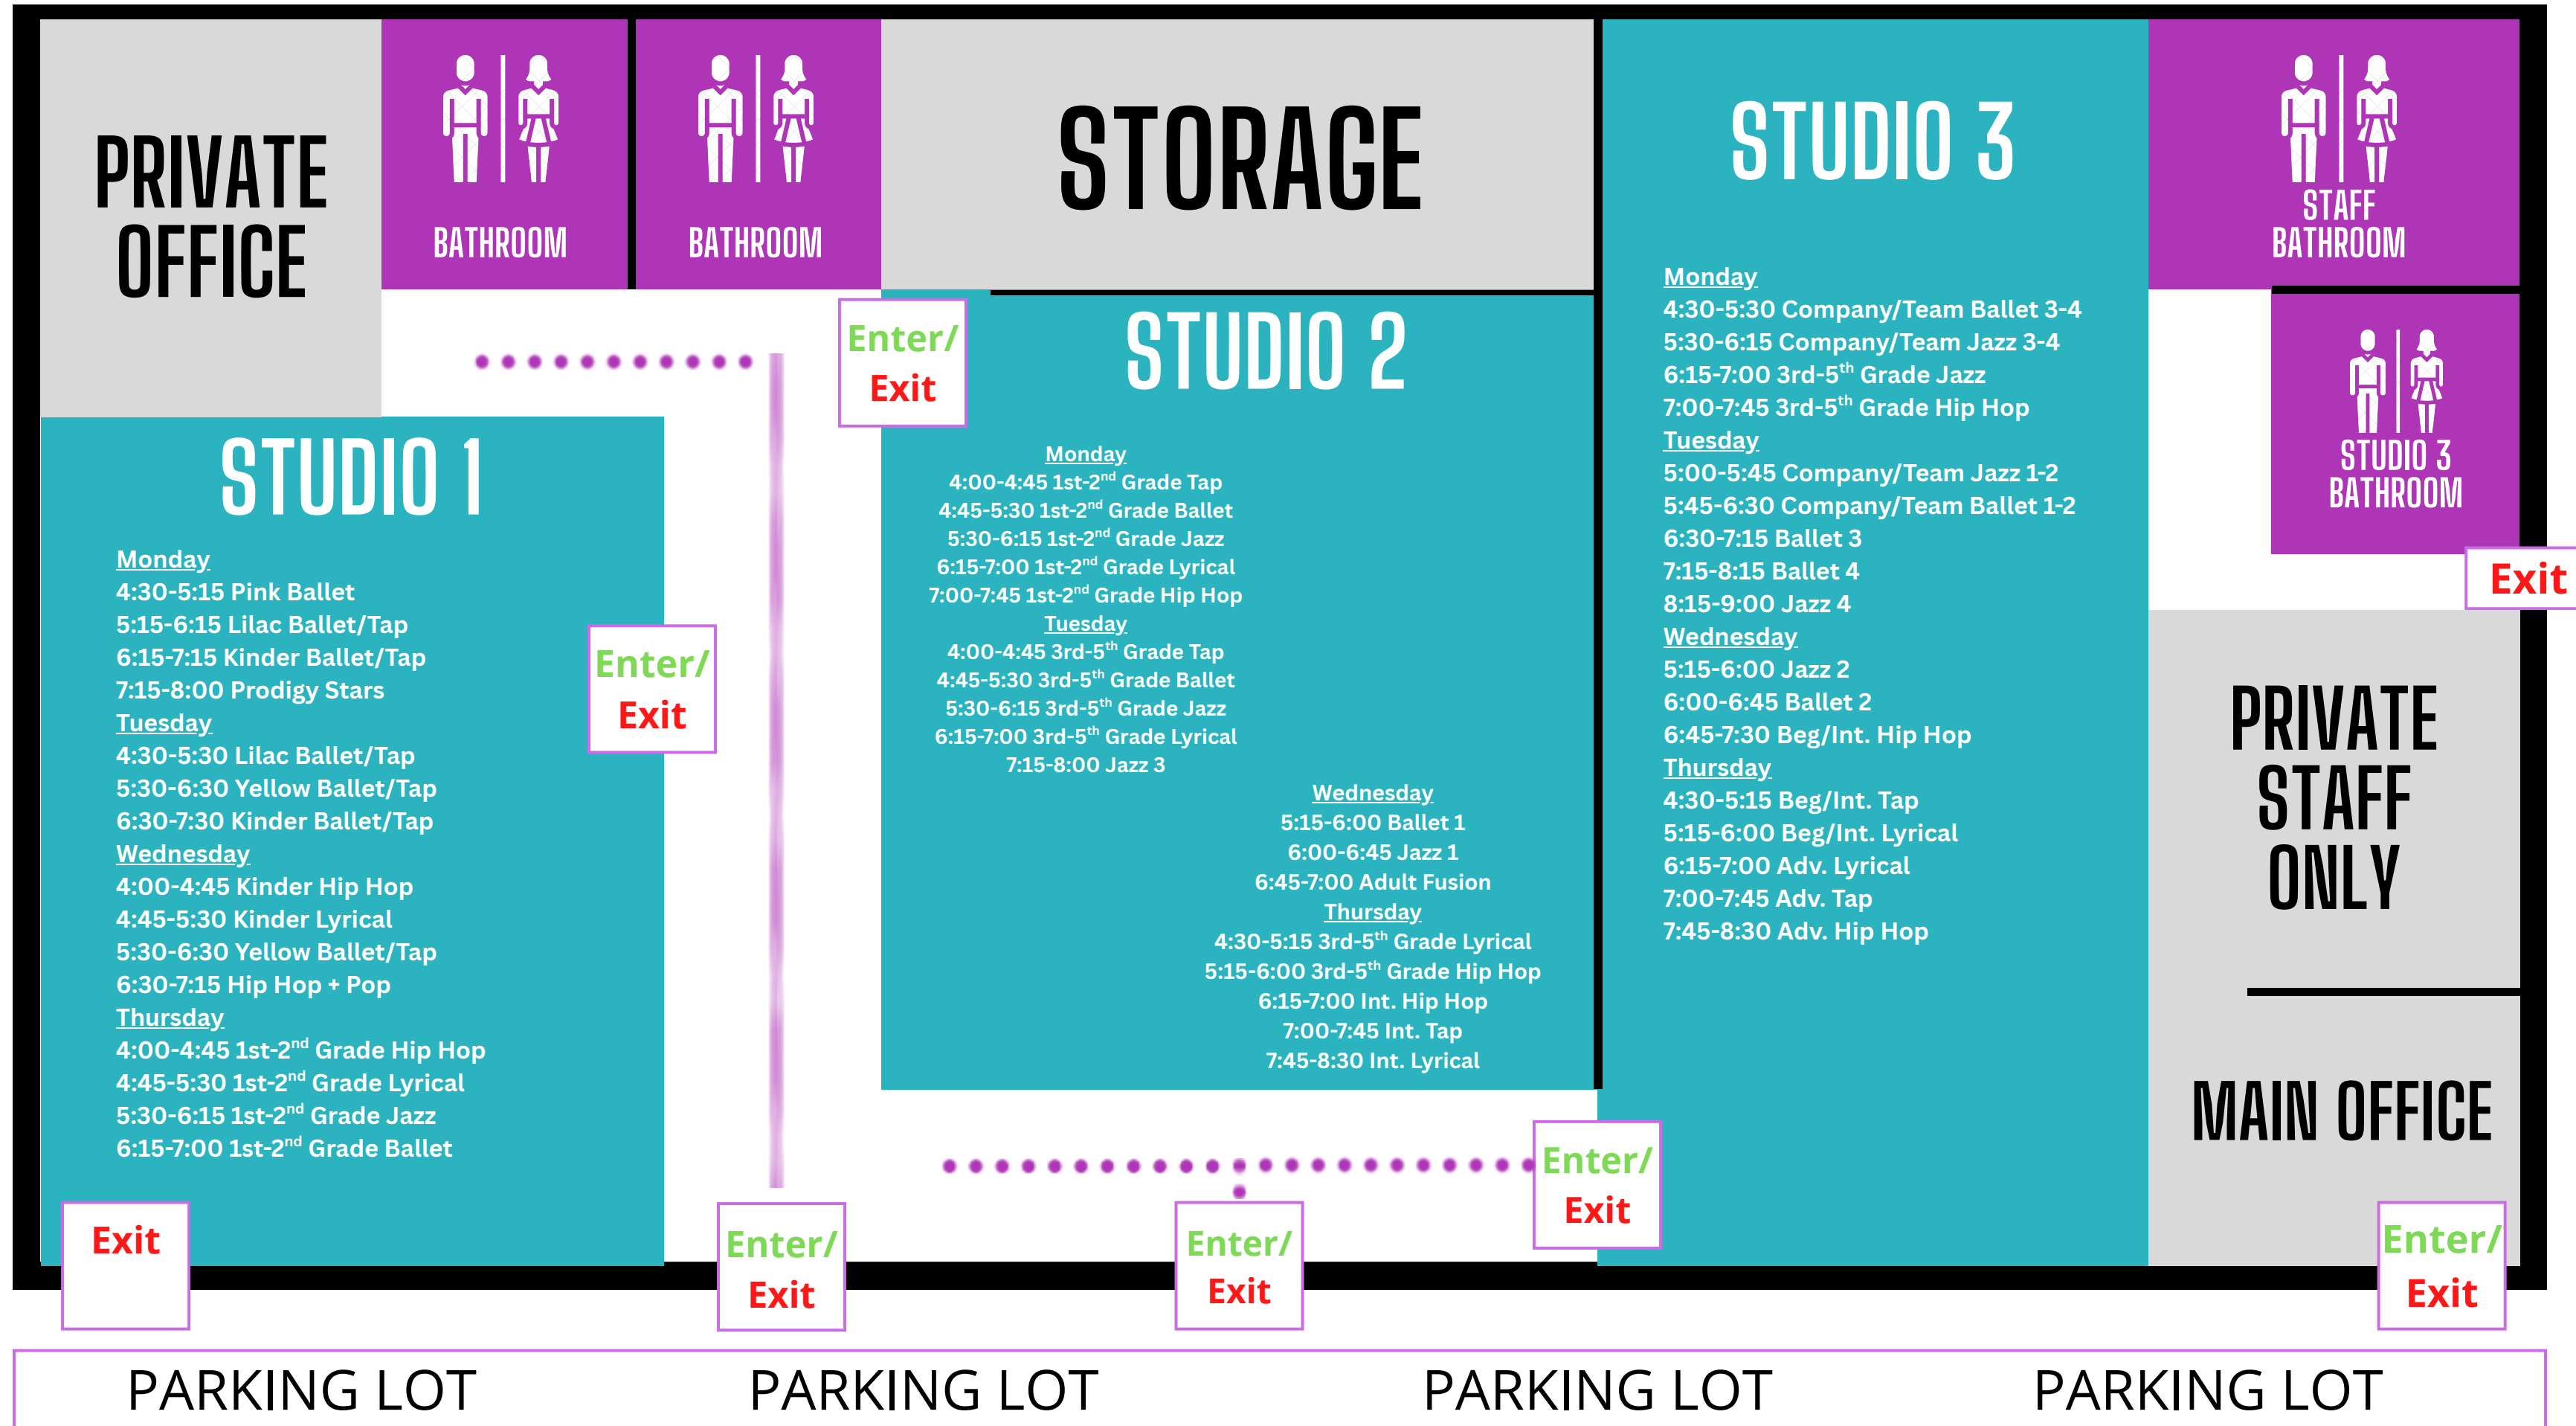 PRIVATE
OFFICE
BATHROOM
BATHROOM
STORAGE
STUDIO 3
STAFF
BATHROOM
STUDIO 3
BATHROOM
Exit
Enter/
Exit
STUDIO 1
Monday
4:30-5:15 Pink Ballet
5:15-6:15 Lilac Ballet/Tap
6:15-7:15 Kinder Ballet/Tap
7:15-8:00 Prodigy Stars
Tuesday
4:30-5:30 Lilac Ballet/Tap
5:30-6:30 Yellow Ballet/Tap
6:30-7:30 Kinder Ballet/Tap
Wednesday
4:00-4:45 Kinder Hip Hop
4:45-5:30 Kinder Lyrical
5:30-6:30 Yellow Ballet/Tap
6:30-7:15 Hip Hop + Pop
Thursday
4:00-4:45 1st-2nd Grade Hip Hop
4:45-5:30 1st-2nd Grade Lyrical
5:30-6:15 1st-2nd Grade Jazz
6:15-7:00 1st-2nd Grade Ballet
Enter/
Exit
Exit
STUDIO 2
Monday
4:00-4:45 1st-2nd Grade Tap
4:45-5:30 1st-2nd Grade Ballet
5:30-6:15 1st-2nd Grade Jazz
6:15-7:00 1st-2nd Grade Lyrical
7:00-7:45 1st-2nd Grade Hip Hop
Tuesday
4:00-4:45 3rd-5th Grade Tap
4:45-5:30 3rd-5th Grade Ballet
5:30-6:15 3rd-5th Grade Jazz
6:15-7:00 3rd-5th Grade Lyrical
7:15-8:00 Jazz 3
Wednesday
5:15-6:00 Ballet 1
6:00-6:45 Jazz 1
6:45-7:00 Adult Fusion
Thursday
4:30-5:15 3rd-5th Grade Lyrical
5:15-6:00 3rd-5th Grade Hip Hop
6:15-7:00 Int. Hip Hop
7:00-7:45 Int. Tap
7:45-8:30 Int. Lyrical
Monday
4:30-5:30 Company/Team Ballet 3-4
5:30-6:15 Company/Team Jazz 3-4
6:15-7:00 3rd-5th Grade Jazz
7:00-7:45 3rd-5th Grade Hip Hop
Tuesday
5:00-5:45 Company/Team Jazz 1-2
5:45-6:30 Company/Team Ballet 1-2
6:30-7:15 Ballet 3
7:15-8:15 Ballet 4
8:15-9:00 Jazz 4
Wednesday
5:15-6:00 Jazz 2
6:00-6:45 Ballet 2
6:45-7:30 Beg/Int. Hip Hop
Thursday
4:30-5:15 Beg/Int. Tap
5:15-6:00 Beg/Int. Lyrical
6:15-7:00 Adv. Lyrical
7:00-7:45 Adv. Tap
7:45-8:30 Adv. Hip Hop
PRIVATE
STAFF
ONLY
MAIN OFFICE
Enter/
Exit
Enter/
Exit
Enter/
Exit
Enter/
Exit
PARKING LOT
PARKING LOT
PARKING LOT
PARKING LOT